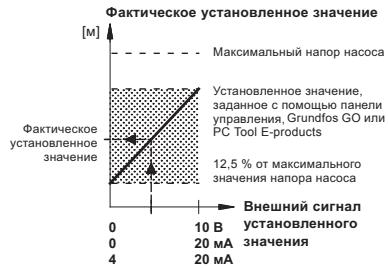 Фактическое установленное значение
[м]
Максимальный напор насоса
Установленное значение,
заданное с помощью панели
управления, Grundfos GO или
PC Tool E-products
Фактическое
установленное
значение
12,5 % от максимального
значения напора насоса
Внешний сигнал
установленного
значения
0 10 В
0 20 мА
4 20 мА